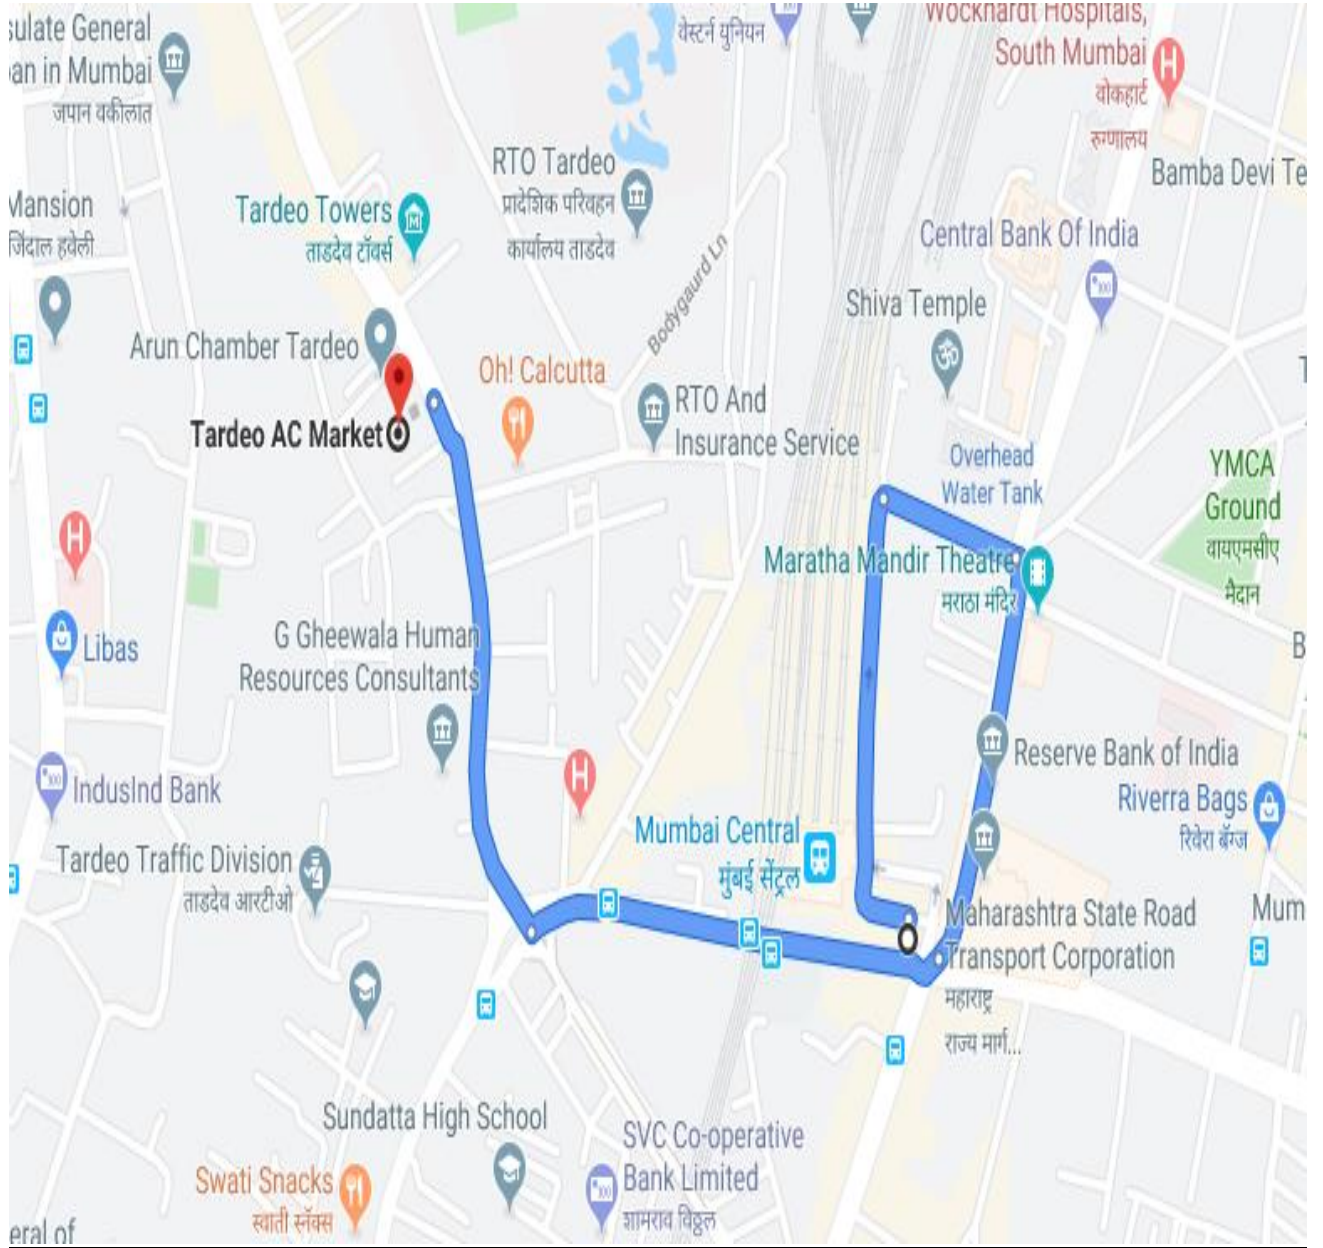 वेस्टर्न युनियन
Wockhardt Hospitals,
South Mumbai
वोकहार्ट
रुग्णालय
sulate General
an in Mumbai
जपान वकीलात
RTO Tardeo
प्रादेशिक परिवहन
कार्यालय ताडदेव
Bamba Devi Te
Mansion
जिंदाल हवेली
Tardeo Towers
ताडदेव टॉवर्स
Central Bank Of India
Bodygaurd Ln
Shiva Temple
Arun Chamber Tardeo
Oh! Calcutta
Tardeo AC Market
RTO And
Insurance Service
Overhead
Water Tank
YMCA
Ground
वायएमसीए
मैदान
Maratha Mandir Theatre
मराठा मंदिर
G Gheewala Human
Resources Consultants
Libas
Reserve Bank of India
IndusInd Bank
Riverra Bags
रिवेरा बॅग्ज
Mumbai Central
मुंबई सेंट्रल
Tardeo Traffic Division
ताडदेव आरटीओ
Maharashtra State Road
Transport Corporation
महाराष्ट्र
राज्य मार्ग...
Mum
Sundatta High School
SVC Co-operative
Bank Limited
शामराव विठ्ठल
Swati Snacks
स्वाती स्नॅक्स
eral of